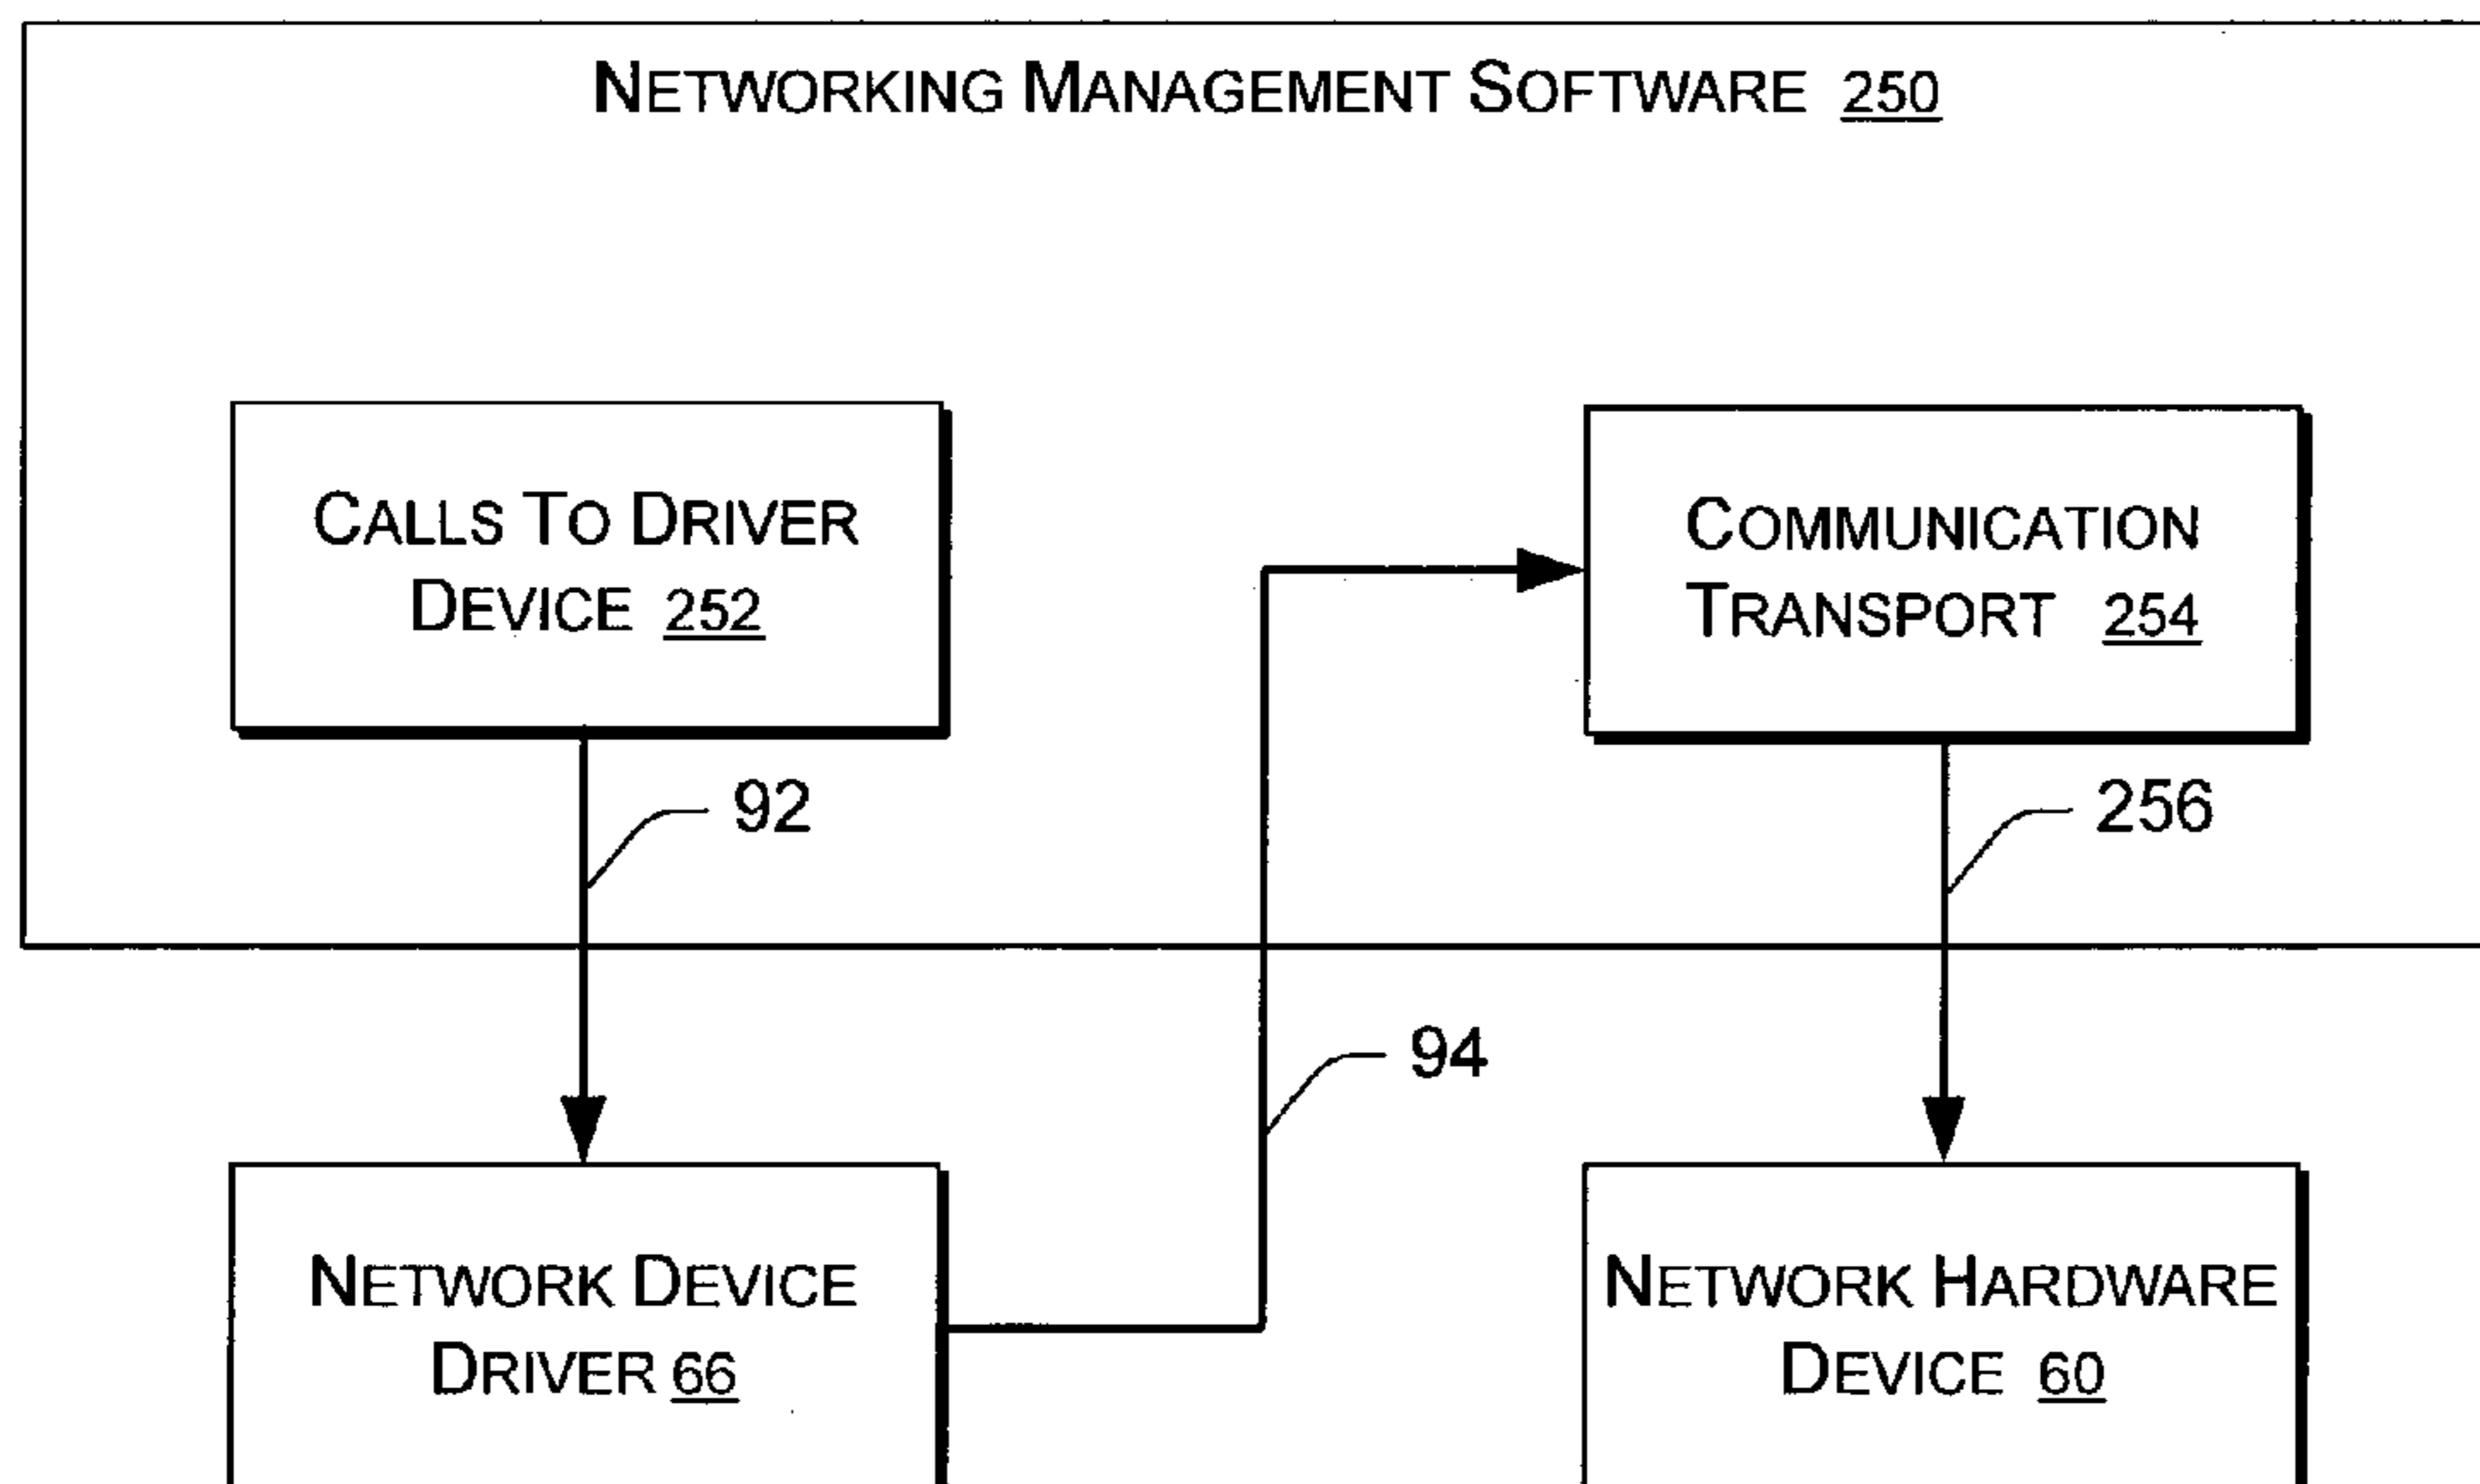 NETWORKING MANAGEMENT SOFTWARE 250
CALLS TO DRIVER
DEVICE 252
COMMUNICATION
TRANSPORT 254
92
256
94
NETWORK DEVICE
DRIVER 66
NETWORK HARDWARE
DEVICE 60